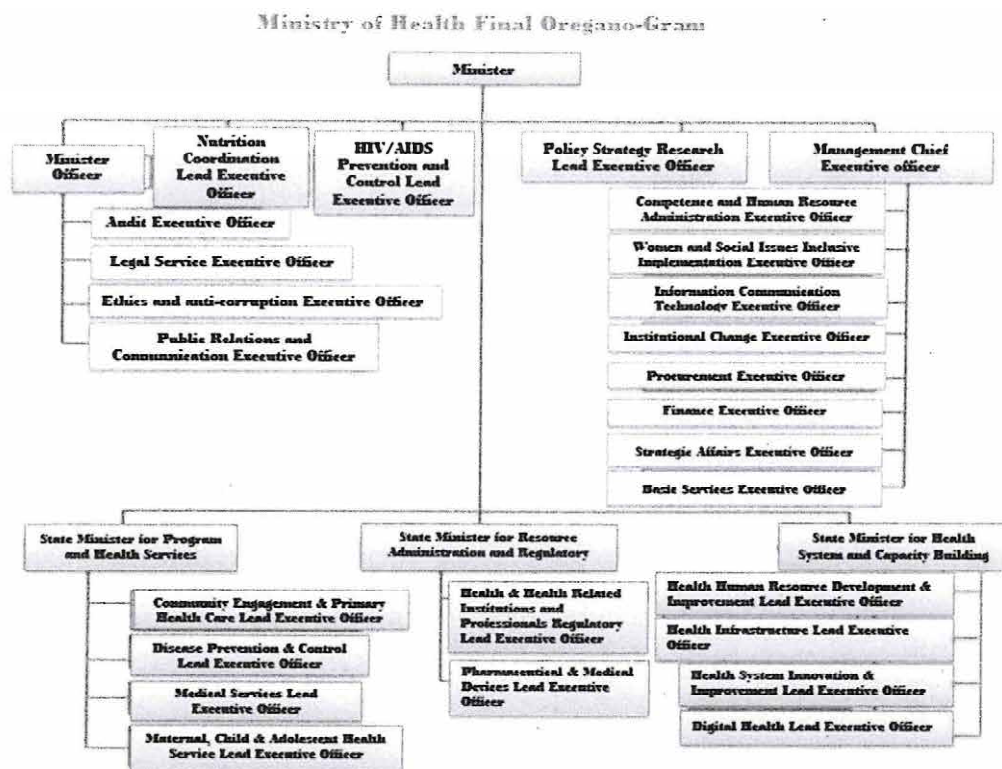 Ministry of Health Final Oregano-Gram
Minister
Minister
Officer
Nutrition
Coordination
Lead Executive
Officer
HIV/AIDS
Prevention and
Control Lead
Executive Officer
Policy Strategy Research
Lead Executive Officer
Management Chief
Executive officer
Audit Executive Officer
Legal Service Executive Officer
Ethics and anti-corruption Executive Officer
Public Relations and
Communication Executive Officer
Competence and Human Resource
Administration Executive Officer
Women and Social Issues Inclusive
Implementation Executive Officer
Information Communication
Technology Executive Officer
Institutional Change Executive Officer
Procurement Executive Officer
Finance Executive Officer
Strategic Affairs Executive Officer
Basic Services Executive Officer
State Minister for Program
and Health Services
State Minister for Resource
Administration and Regulatory
State Minister for Health
System and Capacity Building
Community Engagement & Primary
Health Care Lead Executive Officer
Disease Prevention & Control
Lead Executive Officer
Medical Services Lead
Executive Officer
Maternal, Child & Adolescent Health
Service Lead Executive Officer
Health & Health Related
Institutions and
Professionals Regulatory
Lead Executive Officer
Pharmaceutical & Medical
Devices Lead Executive
Officer
Health Human Resource Development &
Improvement Lead Executive Officer
Health Infrastructure Lead Executive
Officer
Health System Innovation &
Improvement Lead Executive Officer
Digital Health Lead Executive Officer